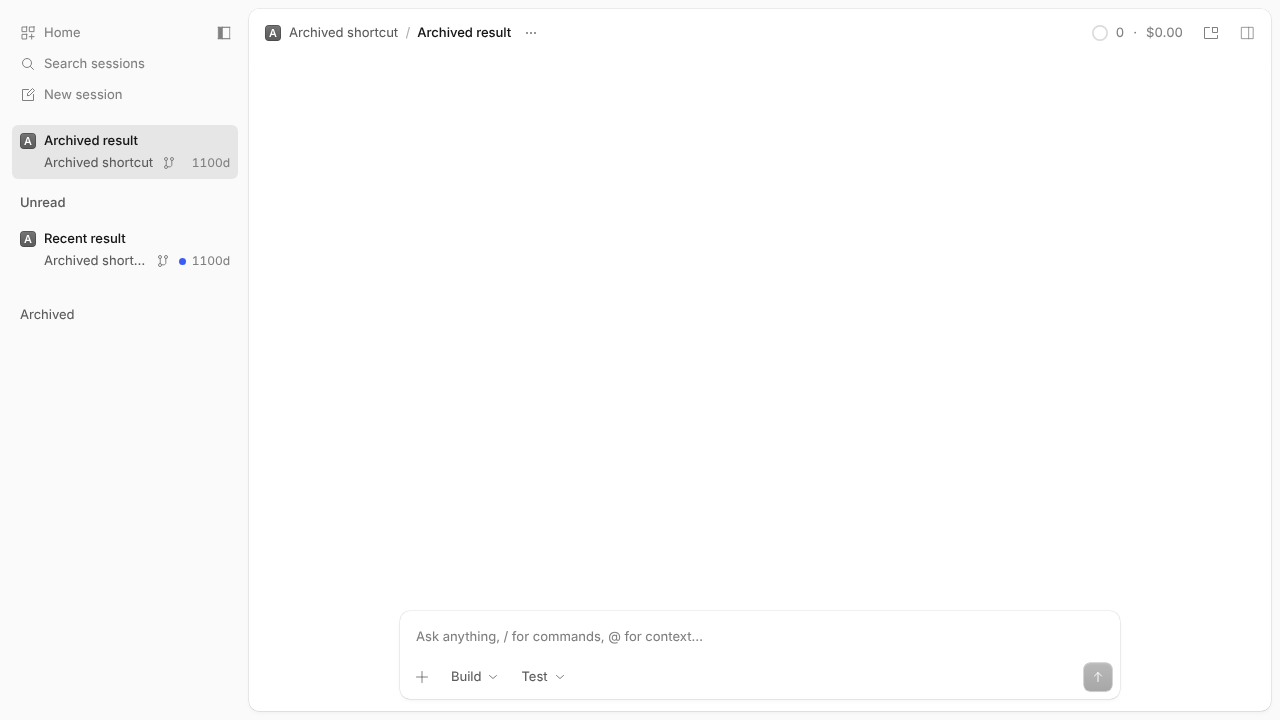 Home
Search sessions
New session
A Archived result
Archived shortcut 1100d
Unread
A Recent result
Archived short... 1100d
Archived
A Archived shortcut / Archived result ...
0 · $0.00
Ask anything, / for commands, @ for context...
Build Test